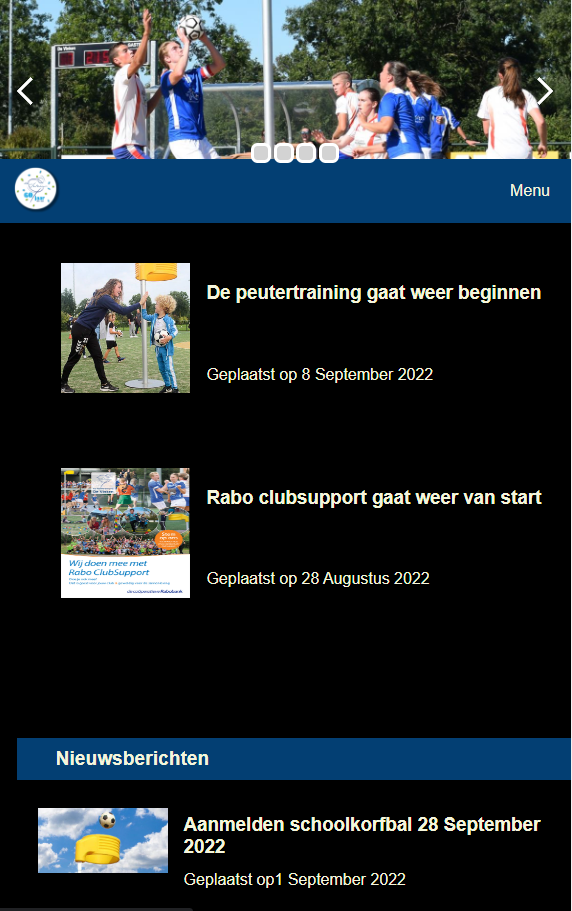 Menu
De peutertraining gaat weer beginnen
Geplaatst op 8 September 2022
Rabo clubsupport gaat weer van start
Wij doen mee met
Rabo ClubSupport
Geplaatst op 28 Augustus 2022
Nieuwsberichten
Aanmelden schoolkorfbal 28 September
2022
Geplaatst op1 September 2022